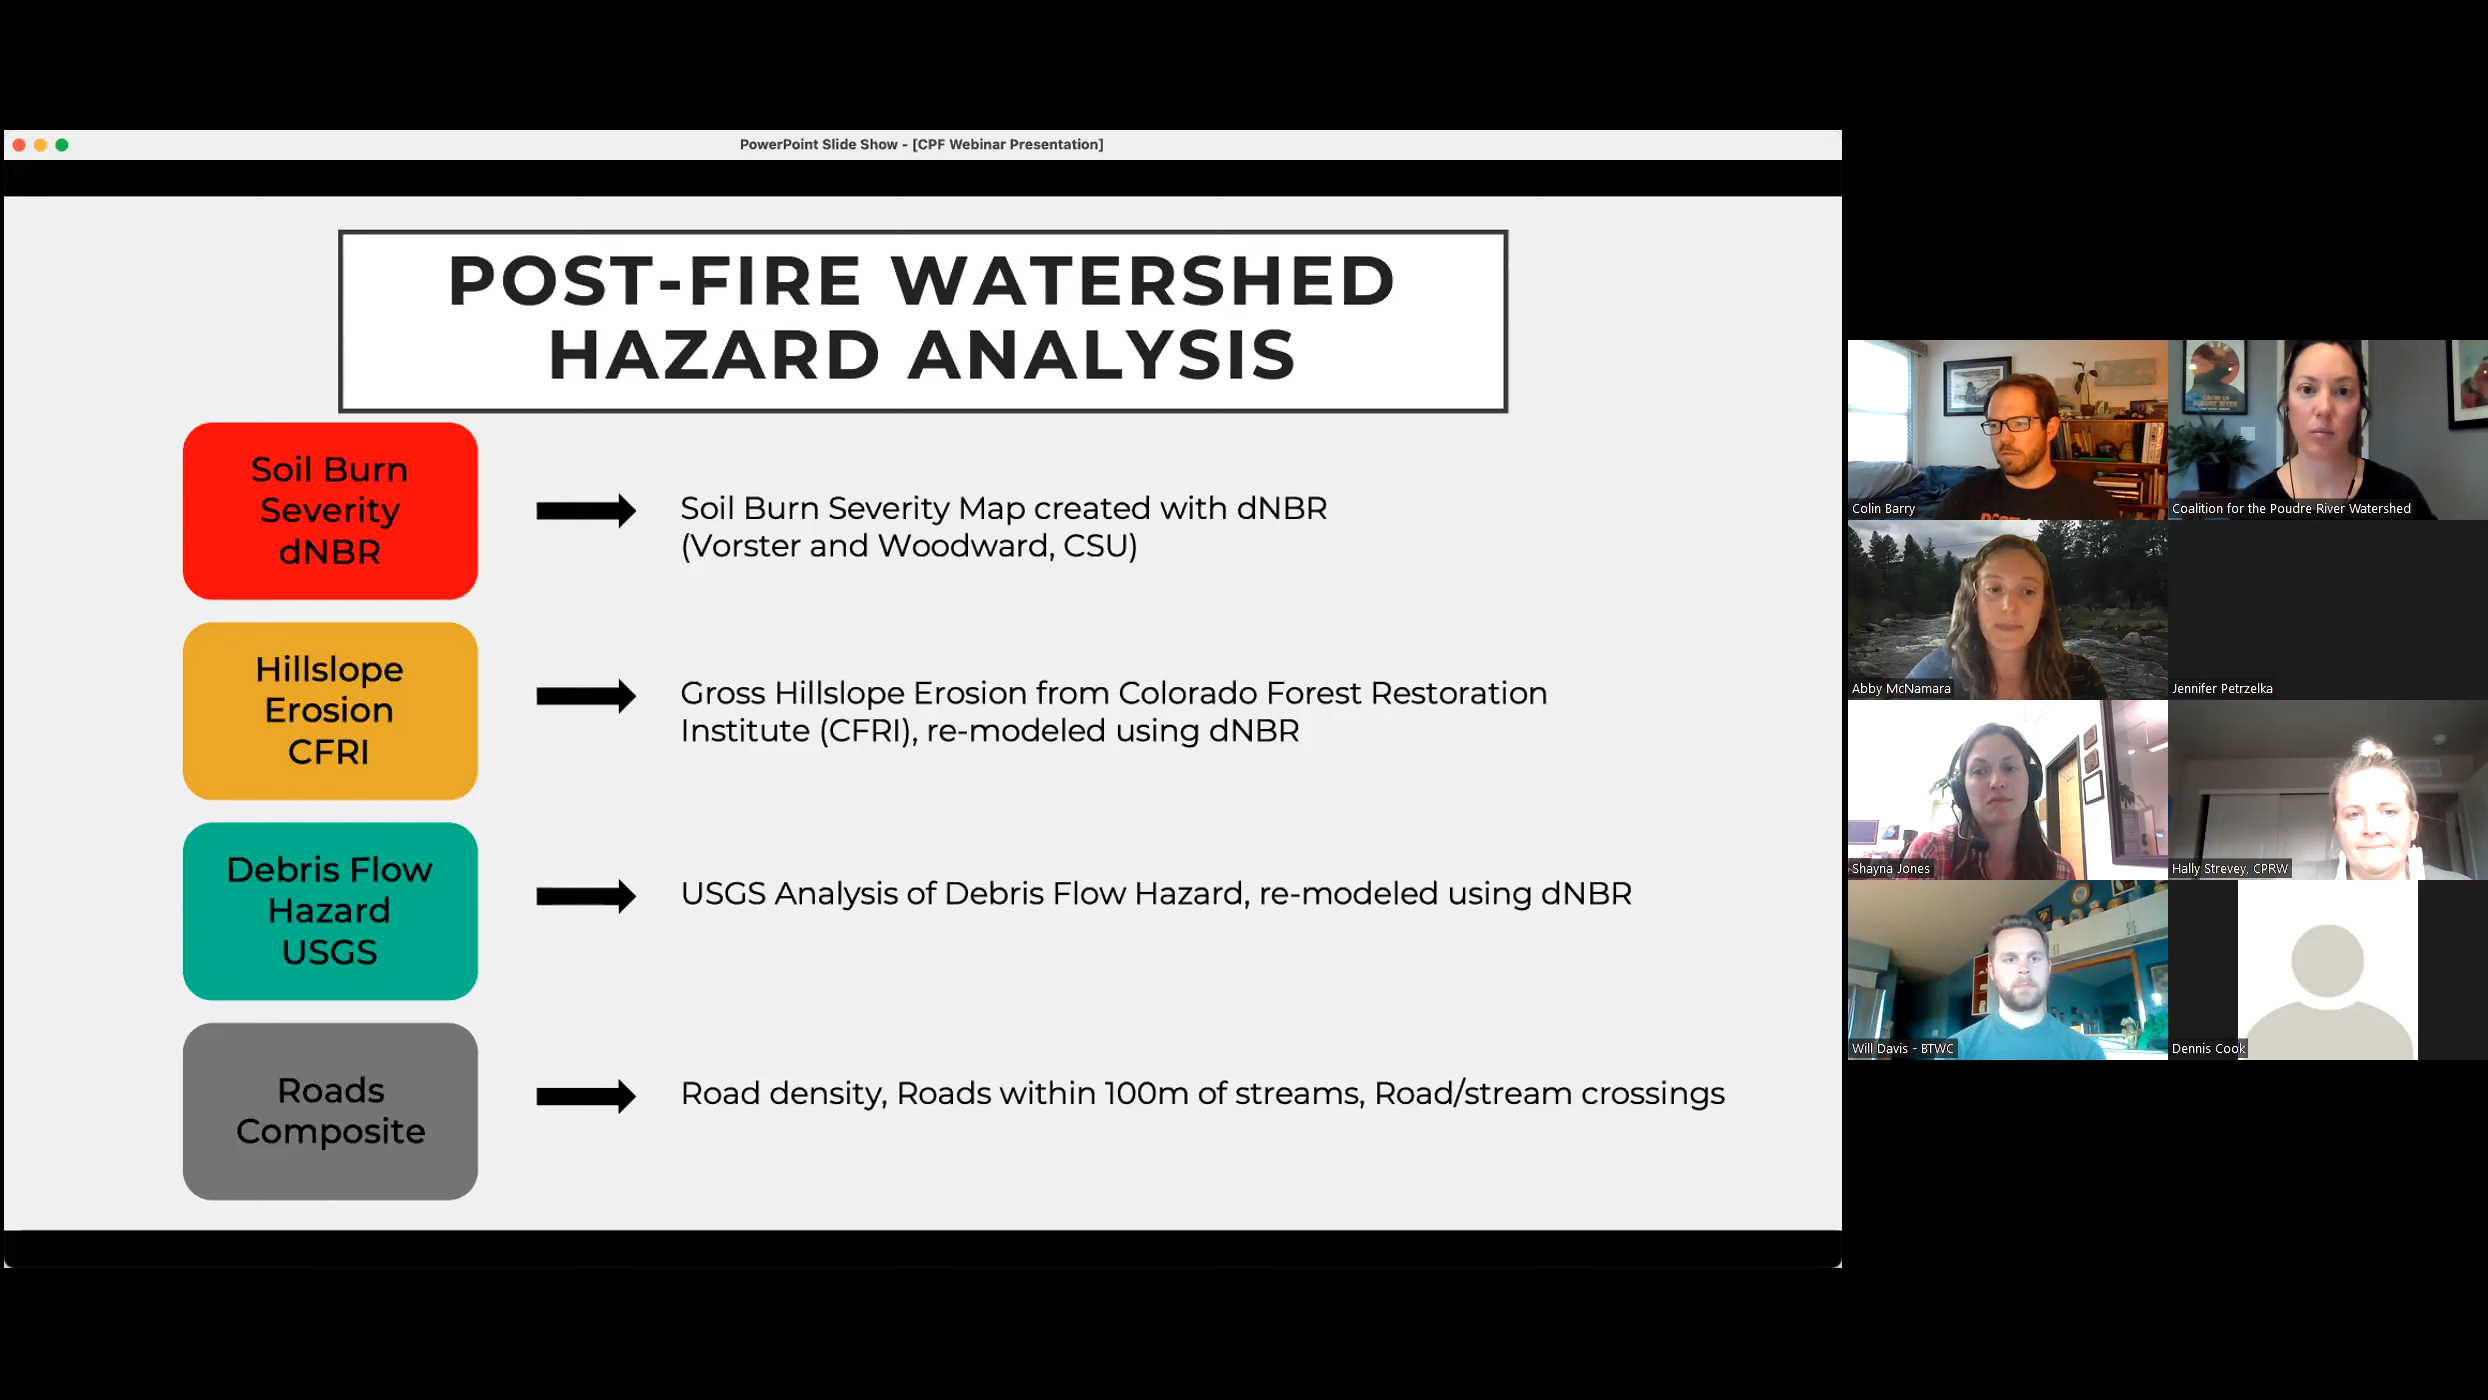 PowerPoint Slide Show - [CPF Webinar Presentation]
POST-FIRE WATERSHED
HAZARD ANALYSIS
Soil Burn
Severity
dNBR
Soil Burn Severity Map created with dNBR
(Vorster and Woodward, CSU)
Hillslope
Erosion
CFRI
Gross Hillslope Erosion from Colorado Forest Restoration
Institute (CFRI), re-modeled using dNBR
Debris Flow
Hazard
USGS
USGS Analysis of Debris Flow Hazard, re-modeled using dNBR
Roads
Composite
Road density, Roads within 100m of streams, Road/stream crossings
Colin Barry
Coalition for the Poudre River Watershed
Abby McNamara
Jennifer Petrzelka
Shayna Jones
Hally Strevey, CPRW
Will Davis - BTWC
Dennis Cook